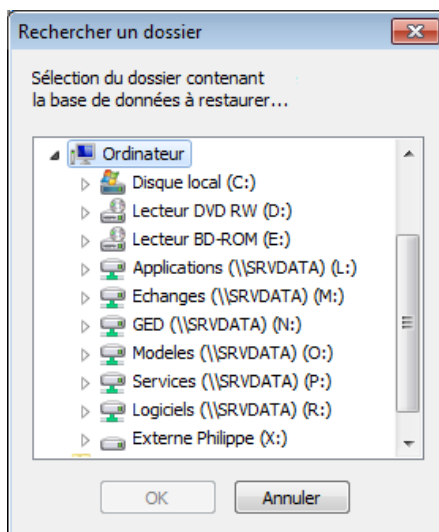 Rechercher un dossier
Sélection du dossier contenant
la base de données à restaurer...
Ordinateur
Disque local (C:)
Lecteur DVD RW (D:)
Lecteur BD-ROM (E:)
Applications (\\SRVDATA) (L:)
Echanges (\\SRVDATA) (M:)
GED (\\SRVDATA) (N:)
Modeles (\\SRVDATA) (O:)
Services (\\SRVDATA) (P:)
Logiciels (\\SRVDATA) (R:)
Externe Philippe (X:)
OK Annuler